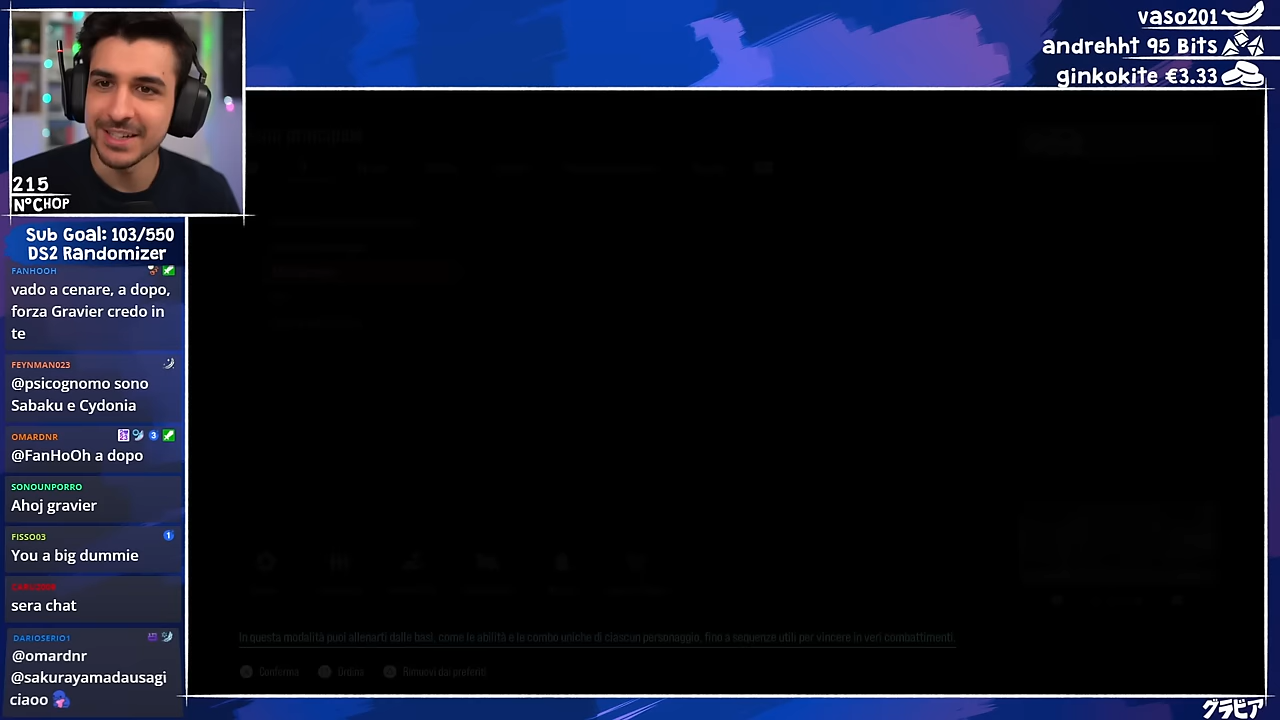 vaso201
andrehht 95 Bits
ginkokite €3.33
215
N°CHOP
Sub Goal: 103/550
DS2 Randomizer
FANHOOH
vado a cenare, a dopo,
forza Gravier credo in
te
FEYNMAN023
@psicognomo sono
Sabaku e Cydonia
OMARDNR
@FanHoOh a dopo
SONOUNPORRO
Ahoj gravier
FISSO03
You a big dummie
sera chat
DARIOSERIO1
@omardnr
@sakurayamadausagi
ciaoo
In questa modalità puoi allenarti dalle basi, come le abilità e le combo uniche di ciascun personaggio, fino a sequenze utili per vincere in veri combattimenti.
Conferma Ordina Rimuovi dai preferiti
グラビア